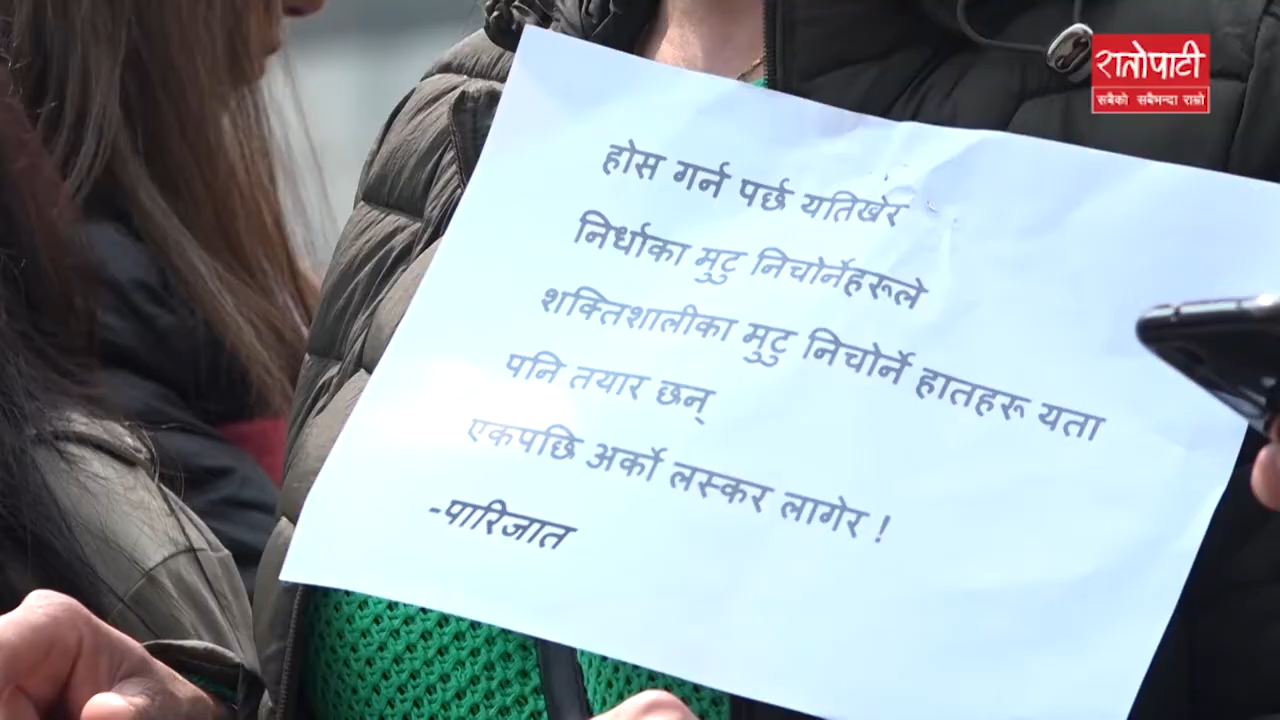 रातोपाटी
सबैको सबैभन्दा राम्रो
होस गर्न पर्छ यतिखेर
निर्धाका मुटु निचोर्नेहरूले
शक्तिशालीका मुटु निचोर्ने हातहरू यता
पनि तयार छन्
एकपछि अर्को लस्कर लागेर !
-पारिजात